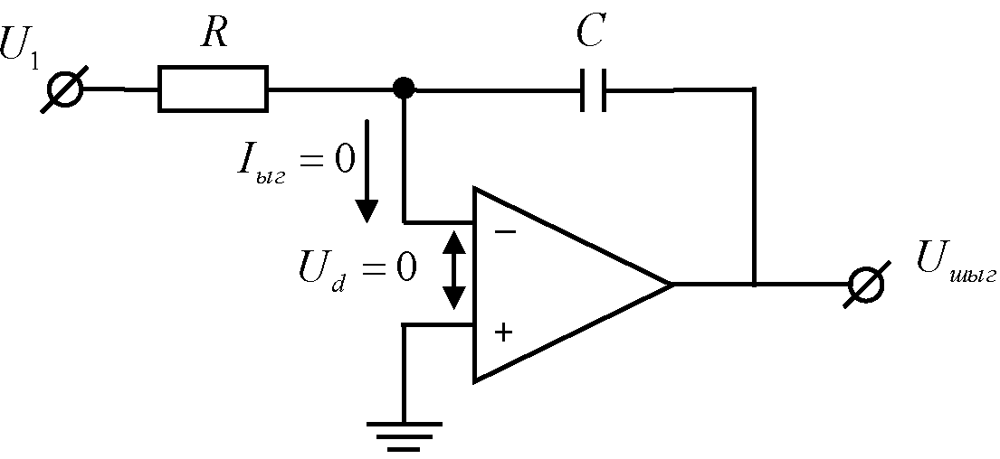 U₁
R
C
I_ыг = 0
U_d = 0
−
+
U_шыг